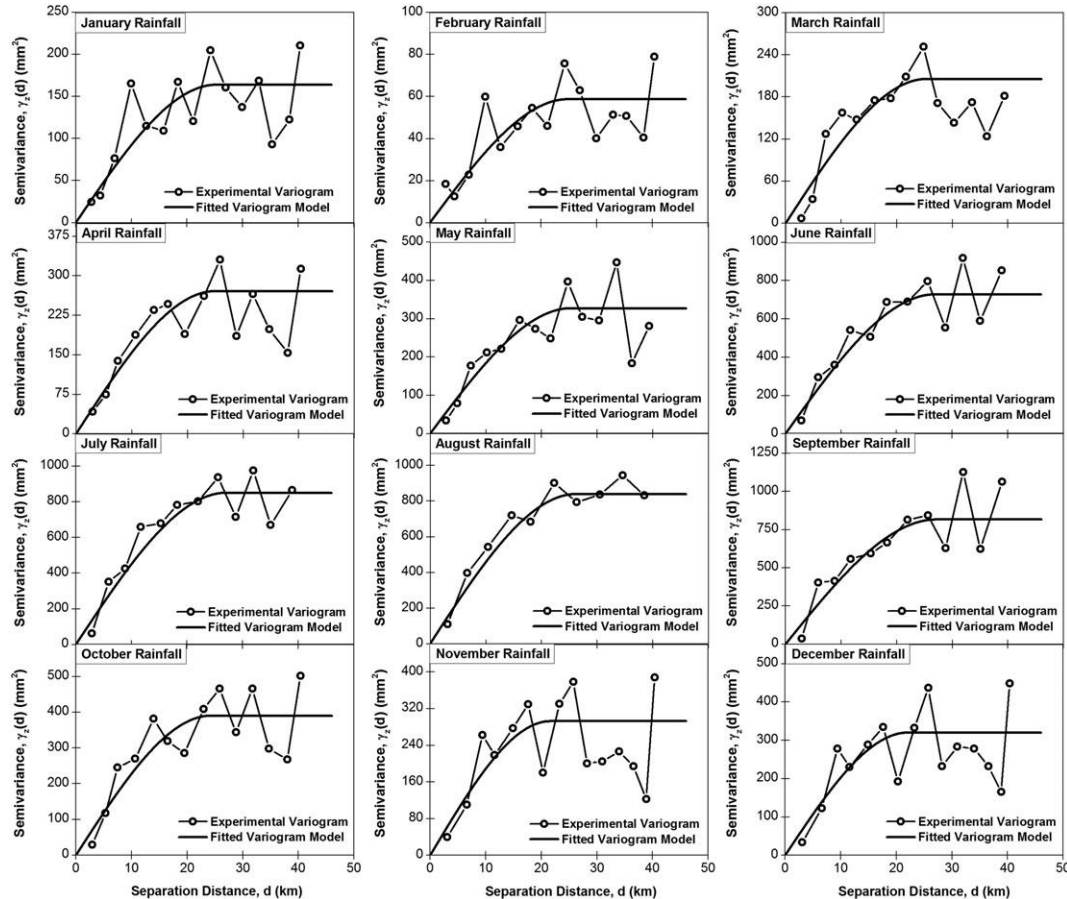 January Rainfall
Semivariance, γz(d) (mm²)
250
200
150
100
50
0
Experimental Variogram
Fitted Variogram Model
February Rainfall
Semivariance, γz(d) (mm²)
100
80
60
40
20
0
Experimental Variogram
Fitted Variogram Model
March Rainfall
Semivariance, γz(d) (mm²)
300
240
180
120
60
0
Experimental Variogram
Fitted Variogram Model
April Rainfall
Semivariance, γz(d) (mm²)
375
300
225
150
75
0
Experimental Variogram
Fitted Variogram Model
May Rainfall
Semivariance, γz(d) (mm²)
500
400
300
200
100
0
Experimental Variogram
Fitted Variogram Model
June Rainfall
Semivariance, γz(d) (mm²)
1000
800
600
400
200
0
Experimental Variogram
Fitted Variogram Model
July Rainfall
Semivariance, γz(d) (mm²)
1000
800
600
400
200
0
Experimental Variogram
Fitted Variogram Model
August Rainfall
Semivariance, γz(d) (mm²)
1000
800
600
400
200
0
Experimental Variogram
Fitted Variogram Model
September Rainfall
Semivariance, γz(d) (mm²)
1250
1000
750
500
250
0
Experimental Variogram
Fitted Variogram Model
October Rainfall
Semivariance, γz(d) (mm²)
500
400
300
200
100
0
Experimental Variogram
Fitted Variogram Model
0 10 20 30 40 50
Separation Distance, d (km)
November Rainfall
Semivariance, γz(d) (mm²)
400
320
240
160
80
0
Experimental Variogram
Fitted Variogram Model
0 10 20 30 40 50
Separation Distance, d (km)
December Rainfall
Semivariance, γz(d) (mm²)
500
400
300
200
100
0
Experimental Variogram
Fitted Variogram Model
0 10 20 30 40 50
Separation Distance, d (km)